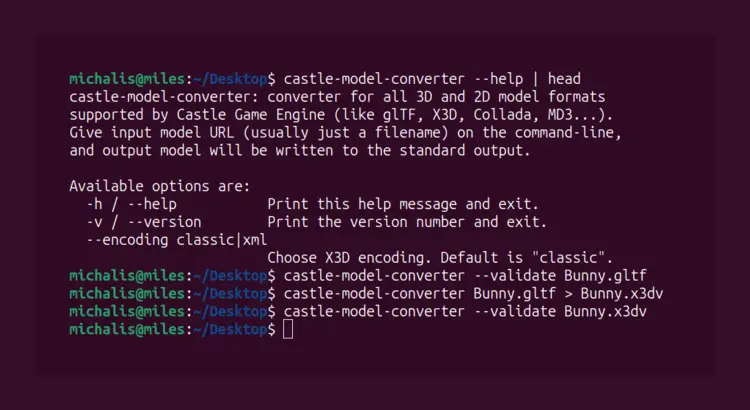 michalis@miles:~/Desktop$ castle-model-converter --help | head
castle-model-converter: converter for all 3D and 2D model formats
supported by Castle Game Engine (like glTF, X3D, Collada, MD3...).
Give input model URL (usually just a filename) on the command-line,
and output model will be written to the standard output.

Available options are:
  -h / --help           Print this help message and exit.
  -v / --version        Print the version number and exit.
  --encoding classic|xml
                        Choose X3D encoding. Default is "classic".
michalis@miles:~/Desktop$ castle-model-converter --validate Bunny.gltf
michalis@miles:~/Desktop$ castle-model-converter Bunny.gltf > Bunny.x3dv
michalis@miles:~/Desktop$ castle-model-converter --validate Bunny.x3dv
michalis@miles:~/Desktop$